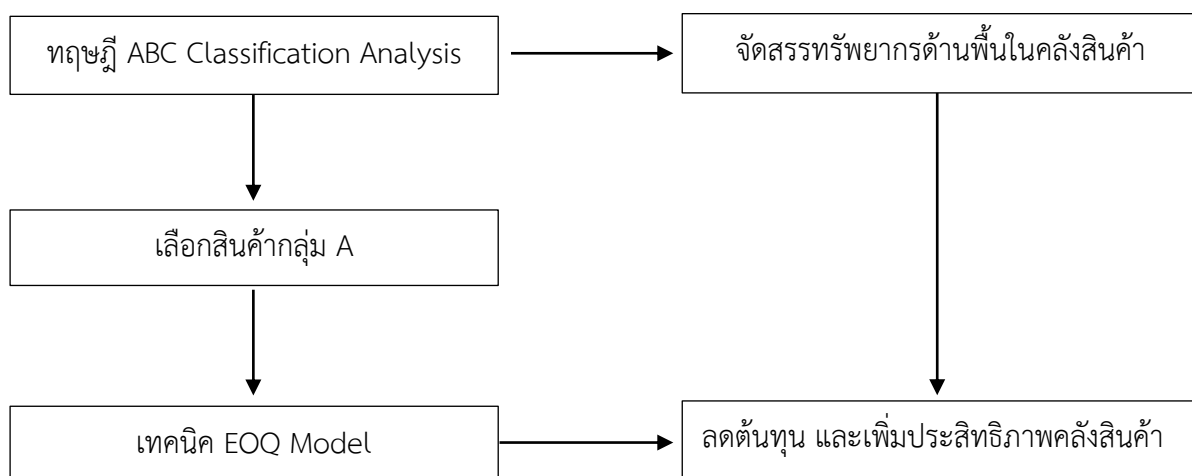 ทฤษฎี ABC Classification Analysis
จัดสรรทรัพยากรด้านพื้นในคลังสินค้า
เลือกสินค้ากลุ่ม A
เทคนิค EOQ Model
ลดต้นทุน และเพิ่มประสิทธิภาพคลังสินค้า